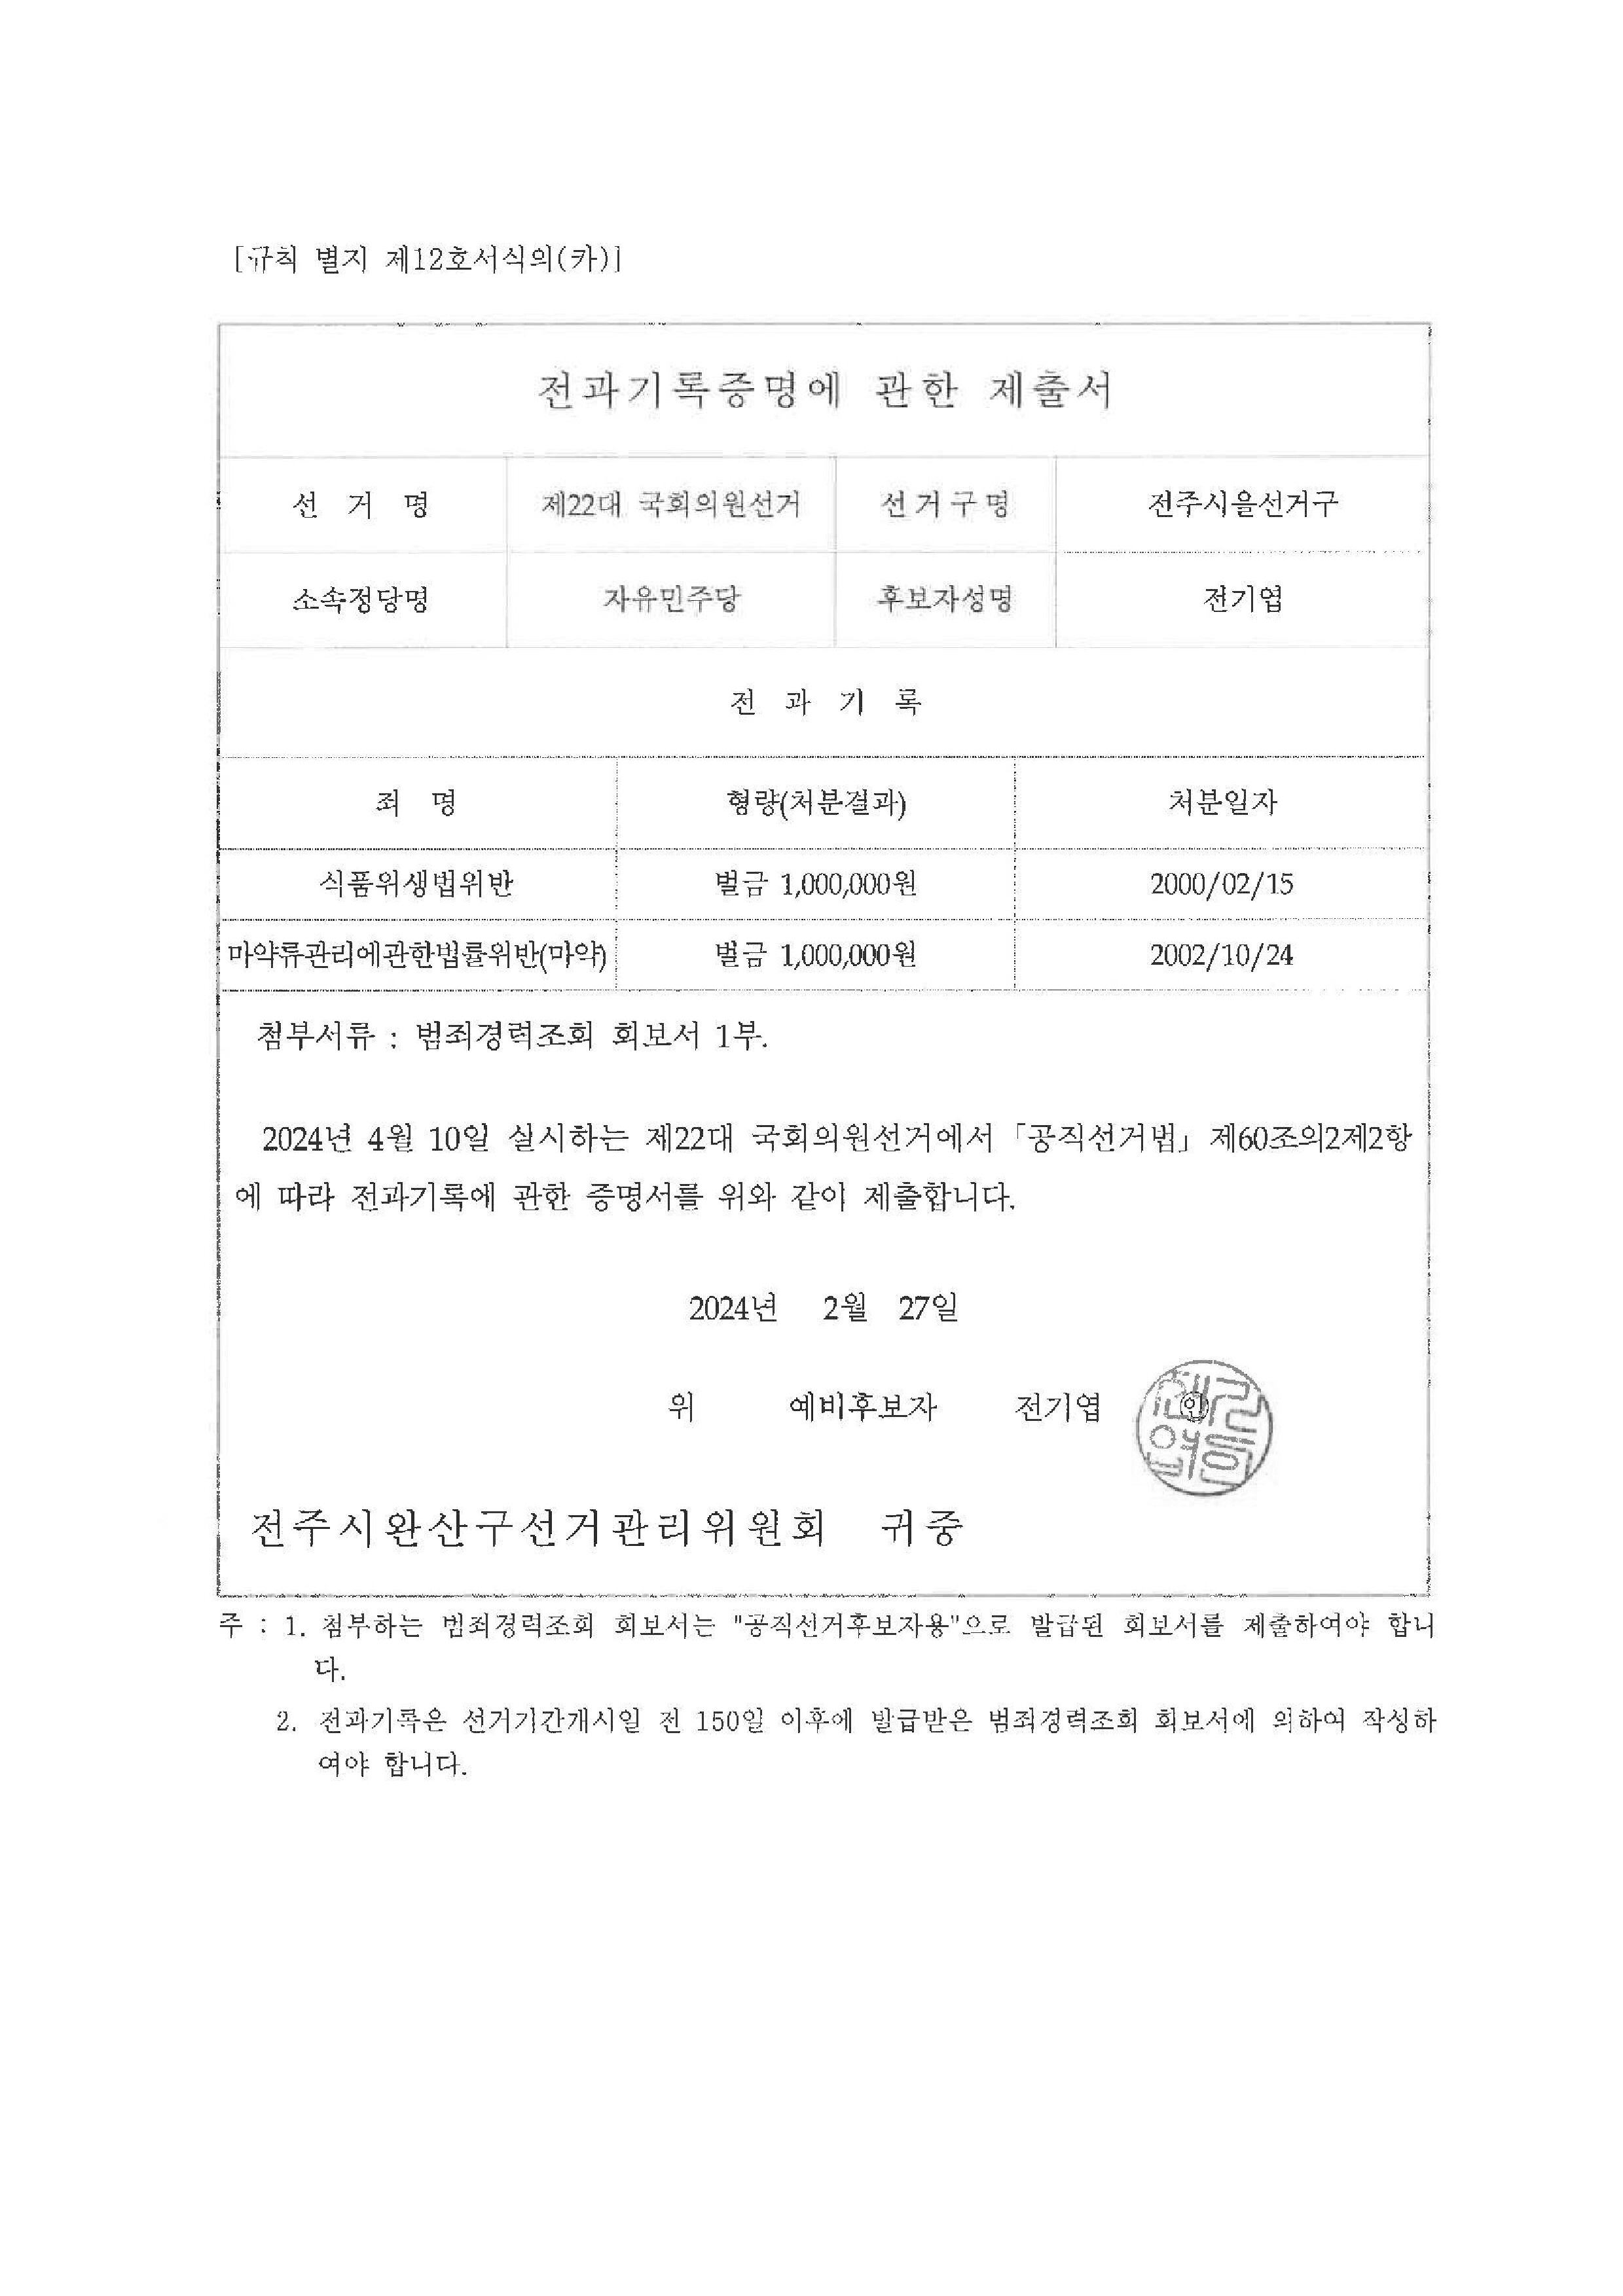 [규칙 별지 제12호서식의(카)]
전과기록증명에 관한 제출서
선 거 명 제22대 국회의원선거 선거구명 전주시을선거구
소속정당명 자유민주당 후보자성명 전기엽
전 과 기 록
죄 명 형량(처분결과) 처분일자
식품위생법위반 벌금 1,000,000원 2000/02/15
마약류관리에관한법률위반(마약) 벌금 1,000,000원 2002/10/24
첨부서류 : 범죄경력조회 회보서 1부.
2024년 4월 10일 실시하는 제22대 국회의원선거에서 「공직선거법」 제60조의2제2항
에 따라 전과기록에 관한 증명서를 위와 같이 제출합니다.
2024년 2월 27일
위 예비후보자 전기엽 ㊞
전주시완산구선거관리위원회 귀중
주 : 1. 첨부하는 범죄경력조회 회보서는 "공직선거후보자용"으로 발급된 회보서를 제출하여야 합니
다.
2. 전과기록은 선거기간개시일 전 150일 이후에 발급받은 범죄경력조회 회보서에 의하여 작성하
여야 합니다.